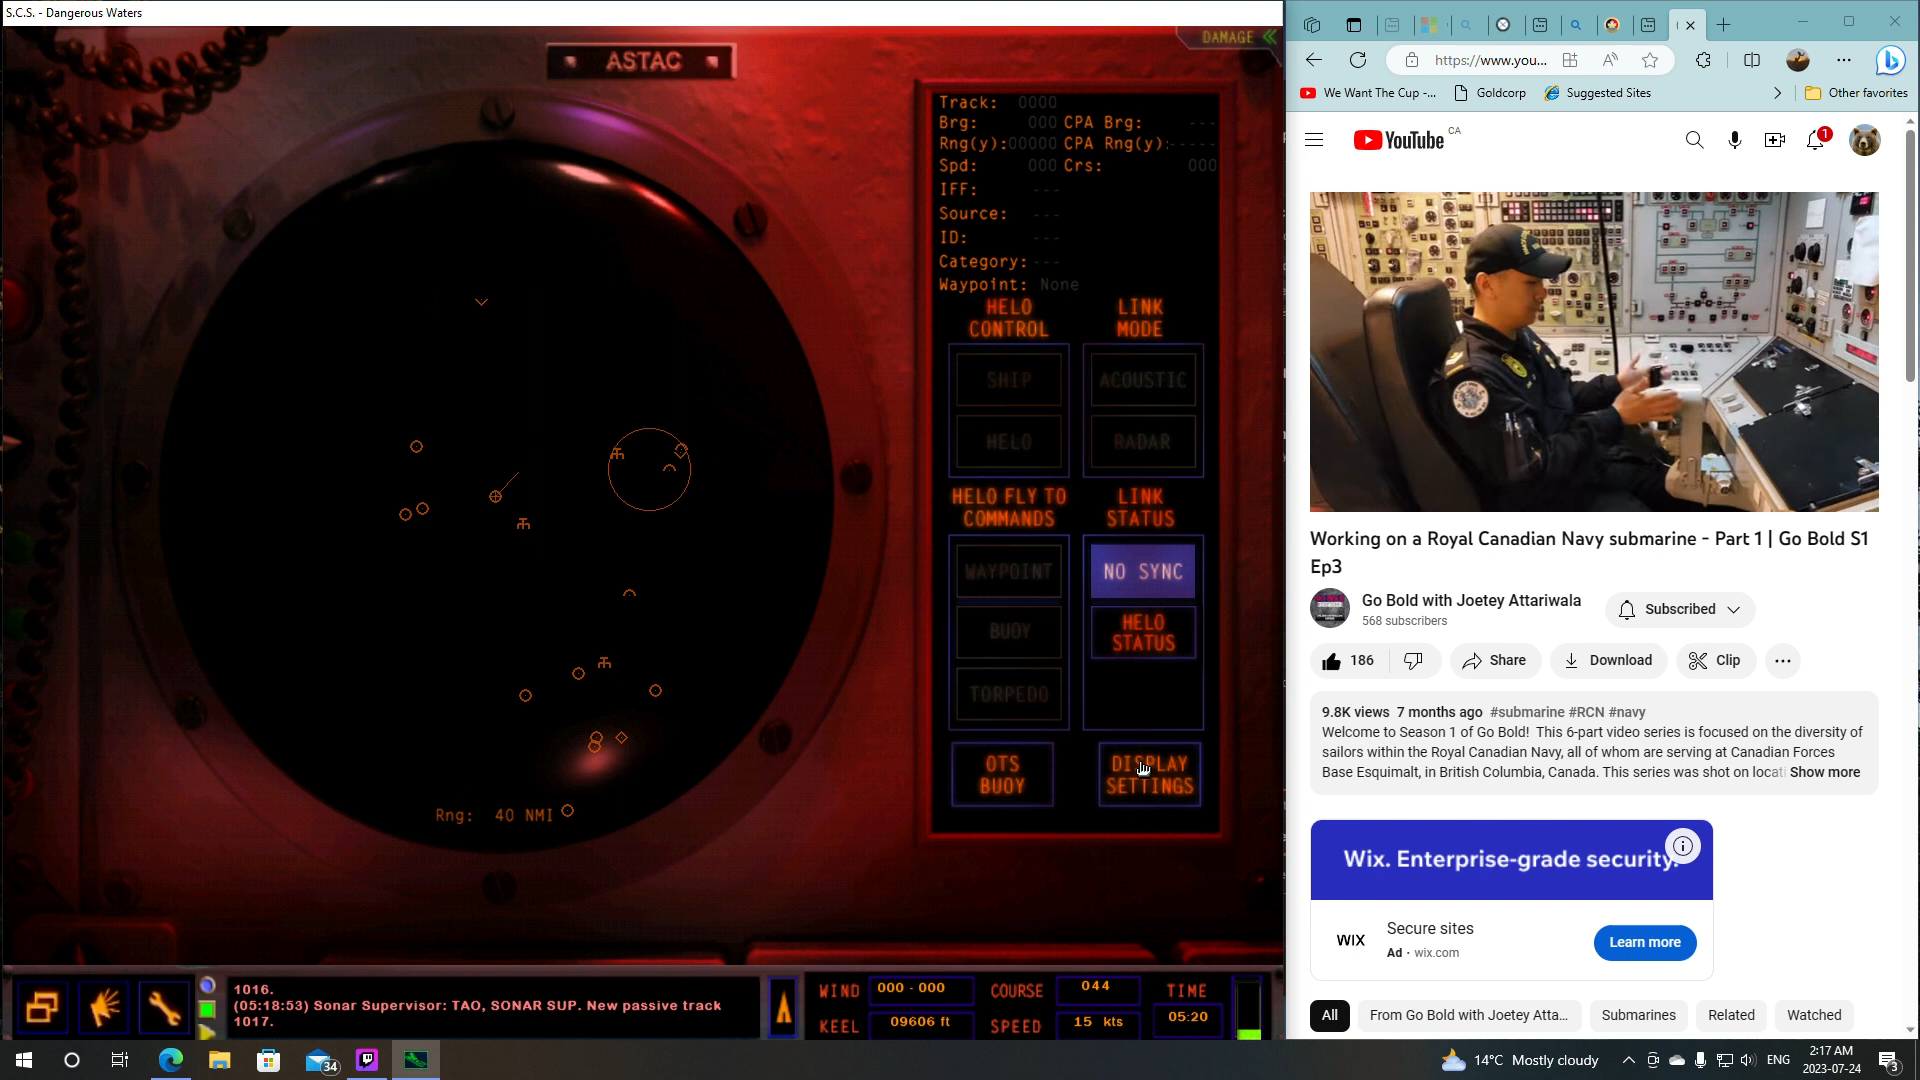 S.C.S. - Dangerous Waters
DAMAGE
ASTAC
Track: 0000
Brg: 000 CPA Brg: ---
Rng(y):00000 CPA Rng(y):-----
Spd: 000 Crs: 000
IFF: ---
Source: ---
ID: ---
Category: ---
Waypoint: None
HELO CONTROL
LINK MODE
SHIP
ACOUSTIC
HELO
RADAR
HELO FLY TO COMMANDS
LINK STATUS
WAYPOINT
NO SYNC
BUOY
HELO STATUS
TORPEDO
OTS BUOY
DISPLAY SETTINGS
Rng: 40 NMI
1016.
(05:18:53) Sonar Supervisor: TAO, SONAR SUP. New passive track
1017.
WIND 000 - 000 COURSE 044 TIME
KEEL 09606 ft SPEED 15 kts 05:20
https://www.you...
We Want The Cup -...
Goldcorp
Suggested Sites
Other favorites
YouTube CA
1
Working on a Royal Canadian Navy submarine - Part 1 | Go Bold S1
Ep3
Go Bold with Joetey Attariwala
568 subscribers
Subscribed
186
Share
Download
Clip
9.8K views 7 months ago #submarine #RCN #navy
Welcome to Season 1 of Go Bold! This 6-part video series is focused on the diversity of
sailors within the Royal Canadian Navy, all of whom are serving at Canadian Forces
Base Esquimalt, in British Columbia, Canada. This series was shot on locati Show more
Wix. Enterprise-grade security.
WIX
Secure sites
Ad · wix.com
Learn more
All
From Go Bold with Joetey Atta...
Submarines
Related
Watched
34
14°C Mostly cloudy
ENG
2:17 AM
2023-07-24
3